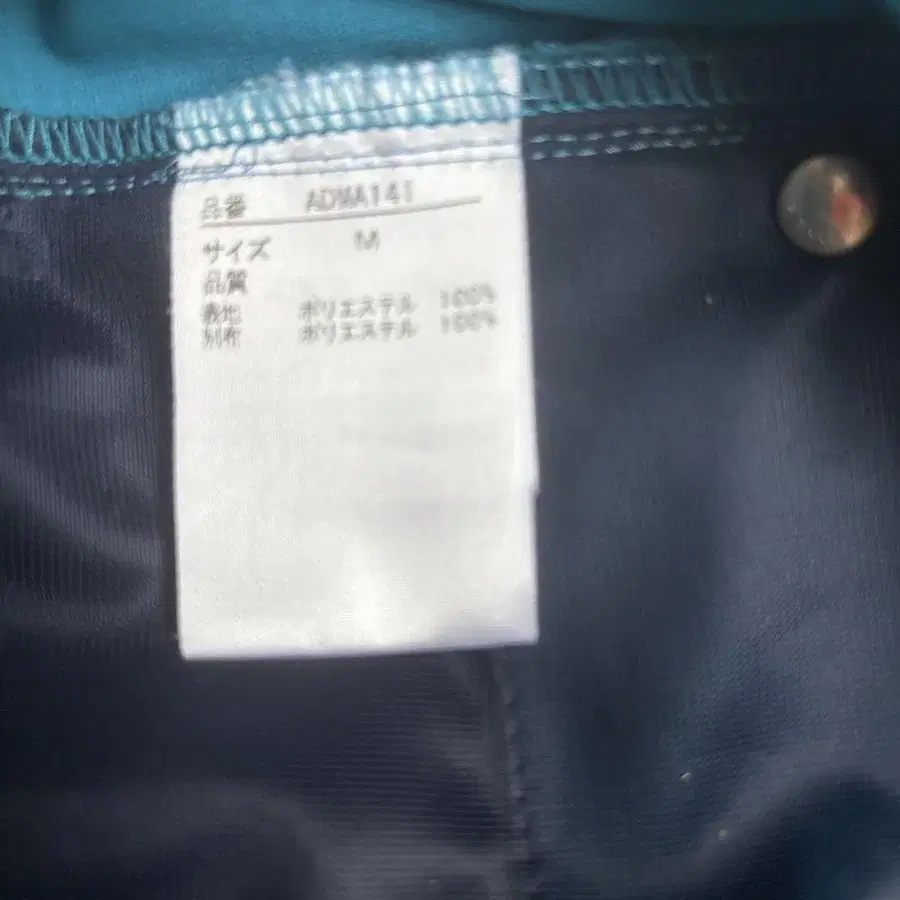 品番 ADMA141
サイズ M
品質
表地 ポリエステル 100%
別布 ポリエステル 100%